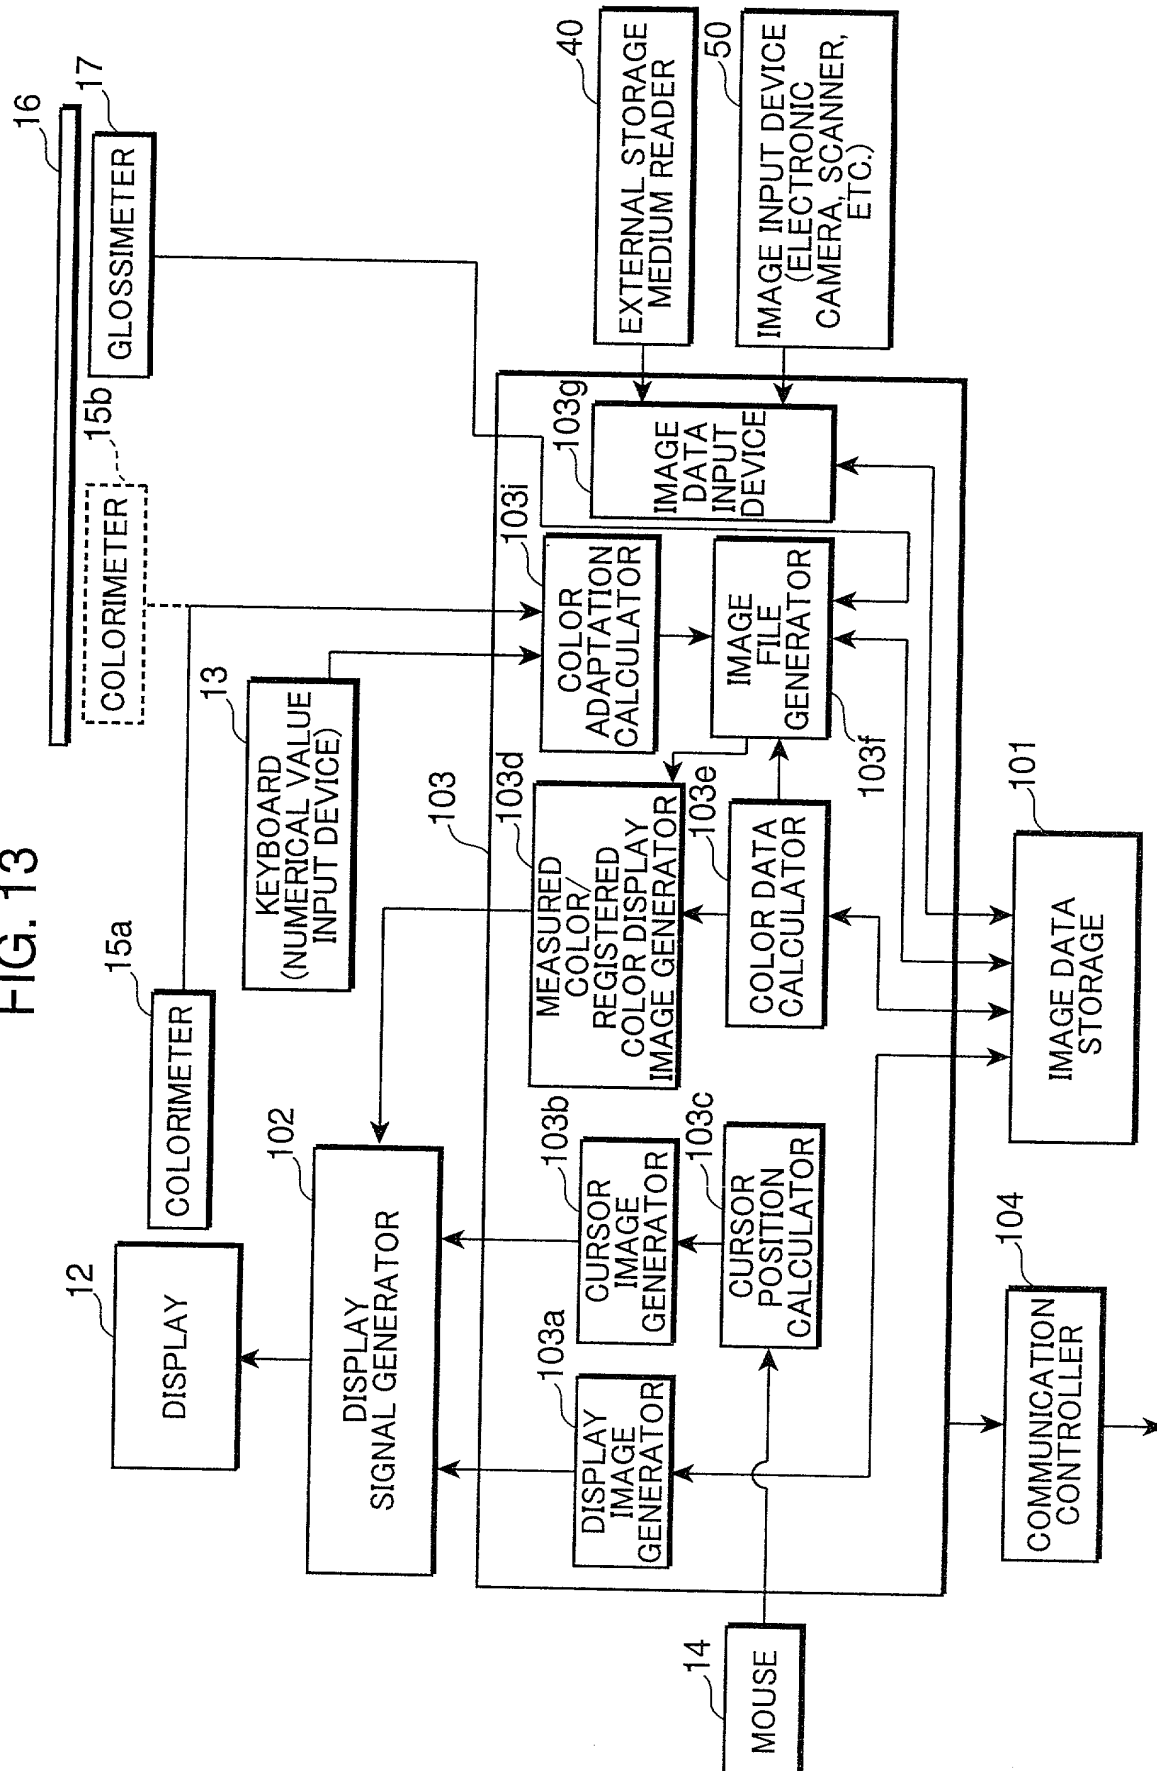 FIG. 13
16
17
GLOSSIMETER
15b
COLORIMETER
15a
COLORIMETER
12
DISPLAY
13
KEYBOARD
(NUMERICAL VALUE
INPUT DEVICE)
102
DISPLAY
SIGNAL GENERATOR
40
EXTERNAL STORAGE
MEDIUM READER
50
IMAGE INPUT DEVICE
(ELECTRONIC
CAMERA, SCANNER,
ETC.)
103
103a
DISPLAY
IMAGE
GENERATOR
103b
CURSOR
IMAGE
GENERATOR
103c
CURSOR
POSITION
CALCULATOR
103d
MEASURED
COLOR/
REGISTERED
COLOR DISPLAY
IMAGE GENERATOR
103e
COLOR DATA
CALCULATOR
103i
COLOR
ADAPTATION
CALCULATOR
103f
IMAGE
FILE
GENERATOR
103g
IMAGE
DATA
INPUT
DEVICE
14
MOUSE
104
COMMUNICATION
CONTROLLER
101
IMAGE DATA
STORAGE